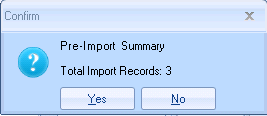 Confirm
Pre-Import Summary
Total Import Records: 3
Yes
No